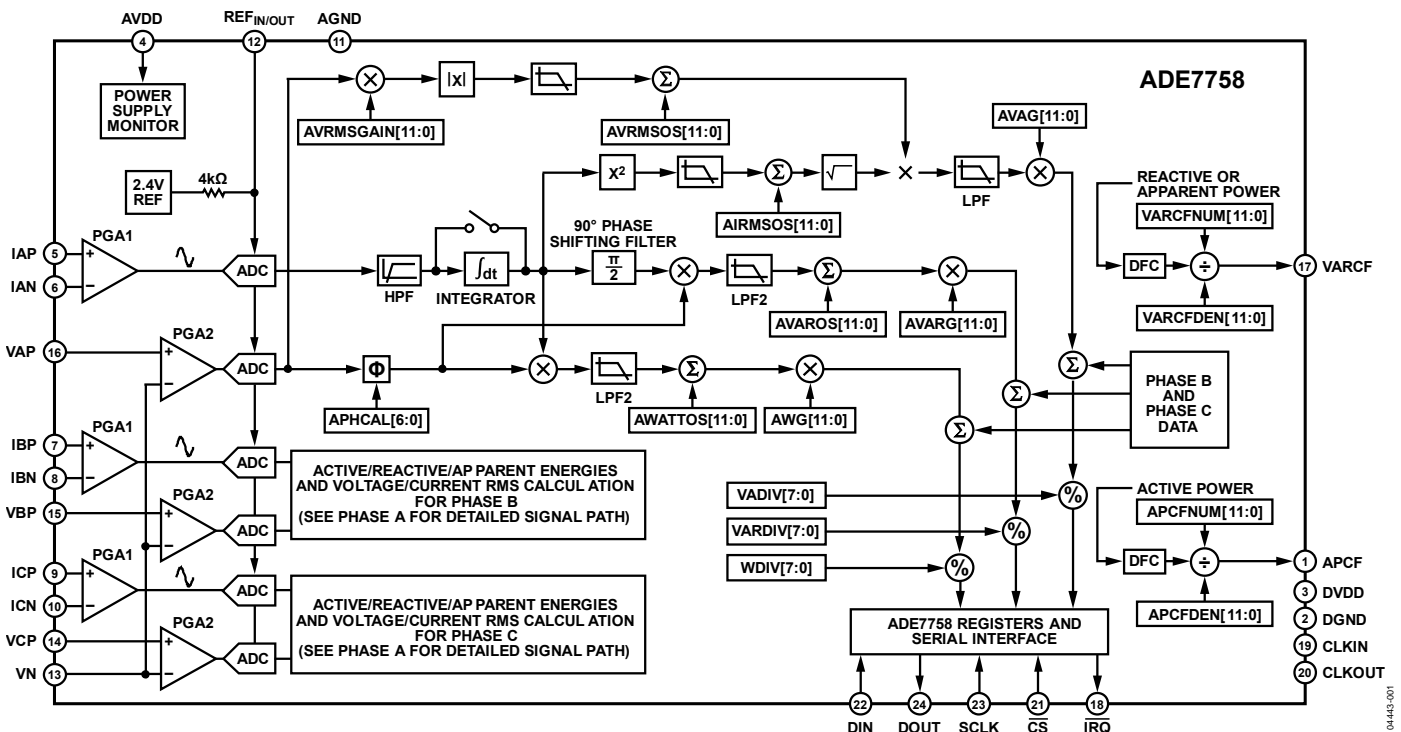 AVDD
REFIN/OUT
AGND
4
12
11
ADE7758
POWER
SUPPLY
MONITOR
|X|
Σ
AVRMSGAIN[11:0]
AVRMSOS[11:0]
AVAG[11:0]
2.4V
REF
4kΩ
X²
Σ
√
LPF
AIRMSOS[11:0]
REACTIVE OR
APPARENT POWER
VARCFNUM[11:0]
DFC
÷
17 VARCF
VARCFDEN[11:0]
IAP 5
IAN 6
PGA1
+
−
ADC
HPF
∫dt
INTEGRATOR
90° PHASE
SHIFTING FILTER
π
2
LPF2
Σ
AVAROS[11:0]
AVARG[11:0]
VAP 16
PGA2
+
−
ADC
Φ
APHCAL[6:0]
LPF2
Σ
AWATTOS[11:0]
AWG[11:0]
Σ
Σ
Σ
PHASE B
AND
PHASE C
DATA
IBP 7
IBN 8
PGA1
+
−
ADC
VBP 15
PGA2
+
−
ADC
ACTIVE/REACTIVE/AP PARENT ENERGIES
AND VOLTAGE/CURRENT RMS CALCUL ATION
FOR PHASE B
(SEE PHASE A FOR DETAILED SIGNAL PATH)
VADIV[7:0]
%
VARDIV[7:0]
%
WDIV[7:0]
%
ACTIVE POWER
APCFNUM[11:0]
DFC
÷
APCFDEN[11:0]
1 APCF
3 DVDD
2 DGND
19 CLKIN
20 CLKOUT
ICP 9
ICN 10
PGA1
+
−
ADC
VCP 14
VN 13
PGA2
+
−
ADC
ACTIVE/REACTIVE/AP PARENT ENERGIES
AND VOLTAGE/CURRENT RMS CALCUL ATION
FOR PHASE C
(SEE PHASE A FOR DETAILED SIGNAL PATH)
ADE7758 REGISTERS AND
SERIAL INTERFACE
22
24
23
21
18
DIN
DOUT
SCLK
CS
IRQ
04443-001